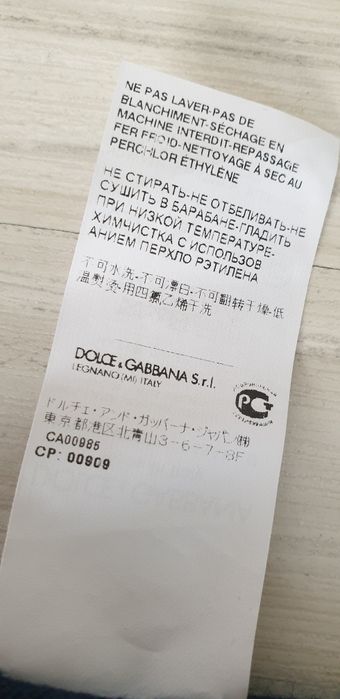 NE PAS LAVER-PAS DE
BLANCHIMENT-SÉCHAGE EN
MACHINE INTERDIT-REPASSAGE
FER FROID-NETTOYAGE À SEC AU
PERCHLOR ÉTHYLÈNE
НЕ СТИРАТЬ-НЕ ОТБЕЛИВАТЬ-НЕ
СУШИТЬ В БАРАБАНЕ-ГЛАДИТЬ
ПРИ НИЗКОЙ ТЕМПЕРАТУРЕ-
ХИМЧИСТКА С ИСПОЛЬЗОВ
АНИЕМ ПЕРХЛО РЭТИЛЕНА
不可水洗-不可漂白-不可翻转干燥-低
温熨烫-用四氯乙烯干洗
DOLCE & GABBANA S.r.l.
LEGNANO (MI) ITALY
РС
ドルチェ・アンド・ガッバーナ・ジャパン(株)
東京都港区北青山3-6-7-8F
CA00985
CP: 00909